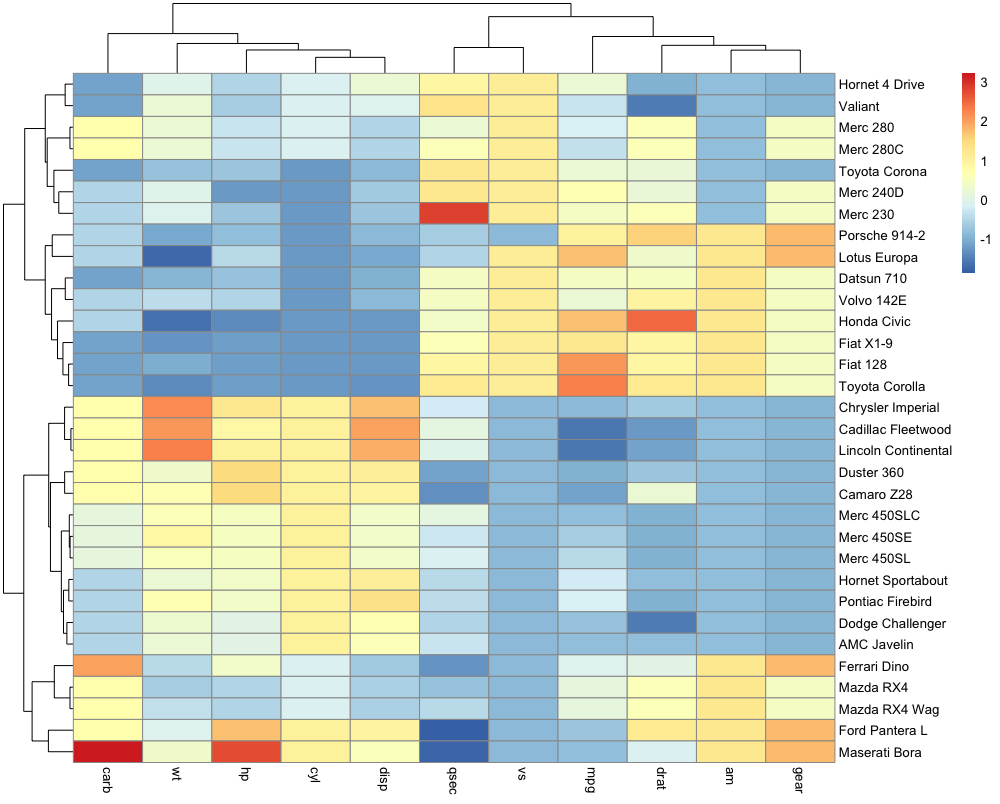 Hornet 4 Drive
Valiant
Merc 280
Merc 280C
Toyota Corona
Merc 240D
Merc 230
Porsche 914-2
Lotus Europa
Datsun 710
Volvo 142E
Honda Civic
Fiat X1-9
Fiat 128
Toyota Corolla
Chrysler Imperial
Cadillac Fleetwood
Lincoln Continental
Duster 360
Camaro Z28
Merc 450SLC
Merc 450SE
Merc 450SL
Hornet Sportabout
Pontiac Firebird
Dodge Challenger
AMC Javelin
Ferrari Dino
Mazda RX4
Mazda RX4 Wag
Ford Pantera L
Maserati Bora
carb
wt
hp
cyl
disp
qsec
vs
mpg
drat
am
gear
3
2
1
0
-1